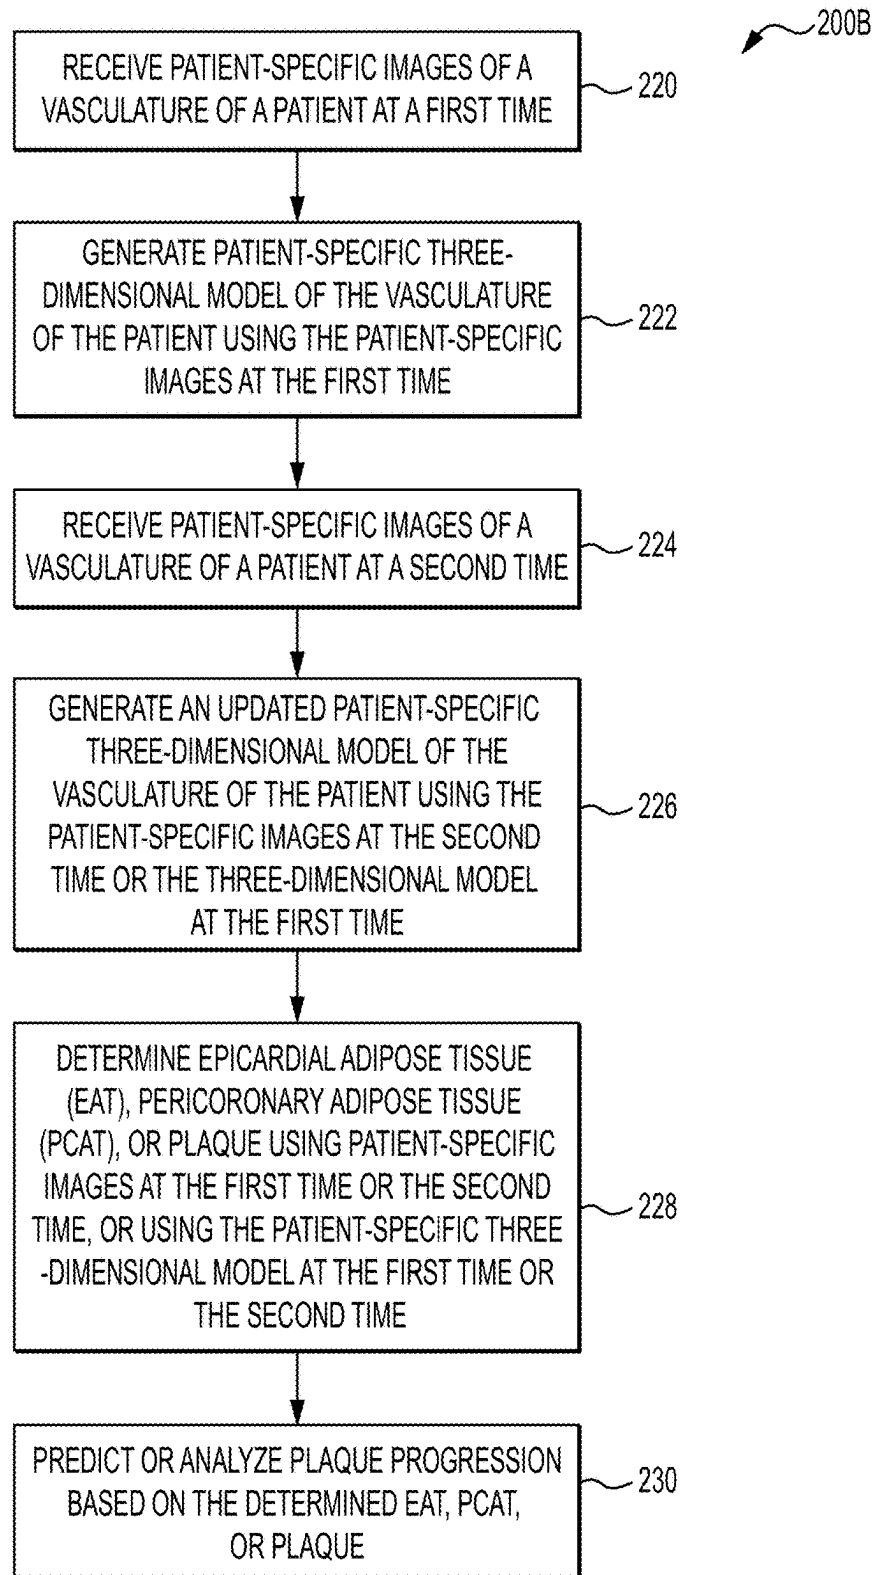 200B
RECEIVE PATIENT-SPECIFIC IMAGES OF A
VASCULATURE OF A PATIENT AT A FIRST TIME
220
GENERATE PATIENT-SPECIFIC THREE-
DIMENSIONAL MODEL OF THE VASCULATURE
OF THE PATIENT USING THE PATIENT-SPECIFIC
IMAGES AT THE FIRST TIME
222
RECEIVE PATIENT-SPECIFIC IMAGES OF A
VASCULATURE OF A PATIENT AT A SECOND TIME
224
GENERATE AN UPDATED PATIENT-SPECIFIC
THREE-DIMENSIONAL MODEL OF THE
VASCULATURE OF THE PATIENT USING THE
PATIENT-SPECIFIC IMAGES AT THE SECOND
TIME OR THE THREE-DIMENSIONAL MODEL
AT THE FIRST TIME
226
DETERMINE EPICARDIAL ADIPOSE TISSUE
(EAT), PERICORONARY ADIPOSE TISSUE
(PCAT), OR PLAQUE USING PATIENT-SPECIFIC
IMAGES AT THE FIRST TIME OR THE SECOND
TIME, OR USING THE PATIENT-SPECIFIC THREE
-DIMENSIONAL MODEL AT THE FIRST TIME OR
THE SECOND TIME
228
PREDICT OR ANALYZE PLAQUE PROGRESSION
BASED ON THE DETERMINED EAT, PCAT,
OR PLAQUE
230